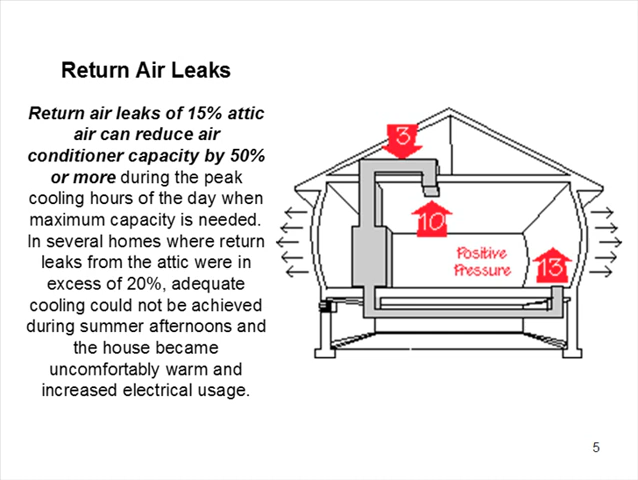 Return Air Leaks
Return air leaks of 15% attic
air can reduce air
conditioner capacity by 50%
or more during the peak
cooling hours of the day when
maximum capacity is needed.
In several homes where return
leaks from the attic were in
excess of 20%, adequate
cooling could not be achieved
during summer afternoons and
the house became
uncomfortably warm and
increased electrical usage.
3
10
Positive
Pressure
13
5